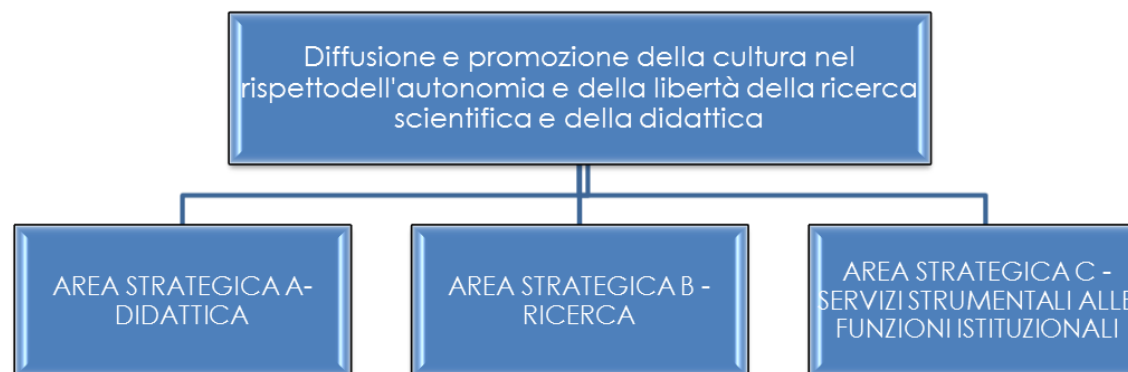 Diffusione e promozione della cultura nel
rispettodell'autonomia e della libertà della ricerca
scientifica e della didattica
AREA STRATEGICA A-
DIDATTICA
AREA STRATEGICA B -
RICERCA
AREA STRATEGICA C -
SERVIZI STRUMENTALI ALLE
FUNZIONI ISTITUZIONALI